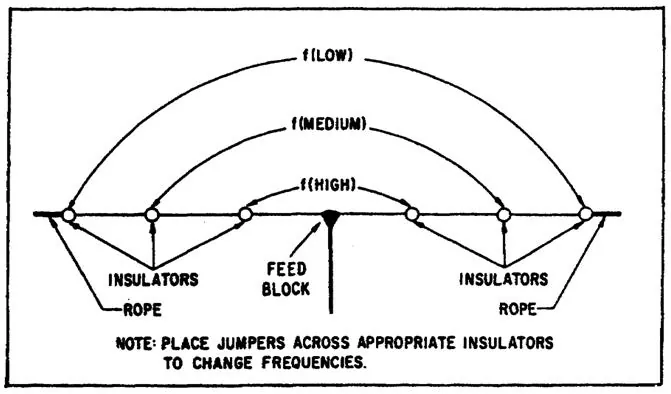 f(LOW)
f(MEDIUM)
f(HIGH)
INSULATORS
FEED
BLOCK
INSULATORS
ROPE
ROPE
NOTE: PLACE JUMPERS ACROSS APPROPRIATE INSULATORS
TO CHANGE FREQUENCIES.